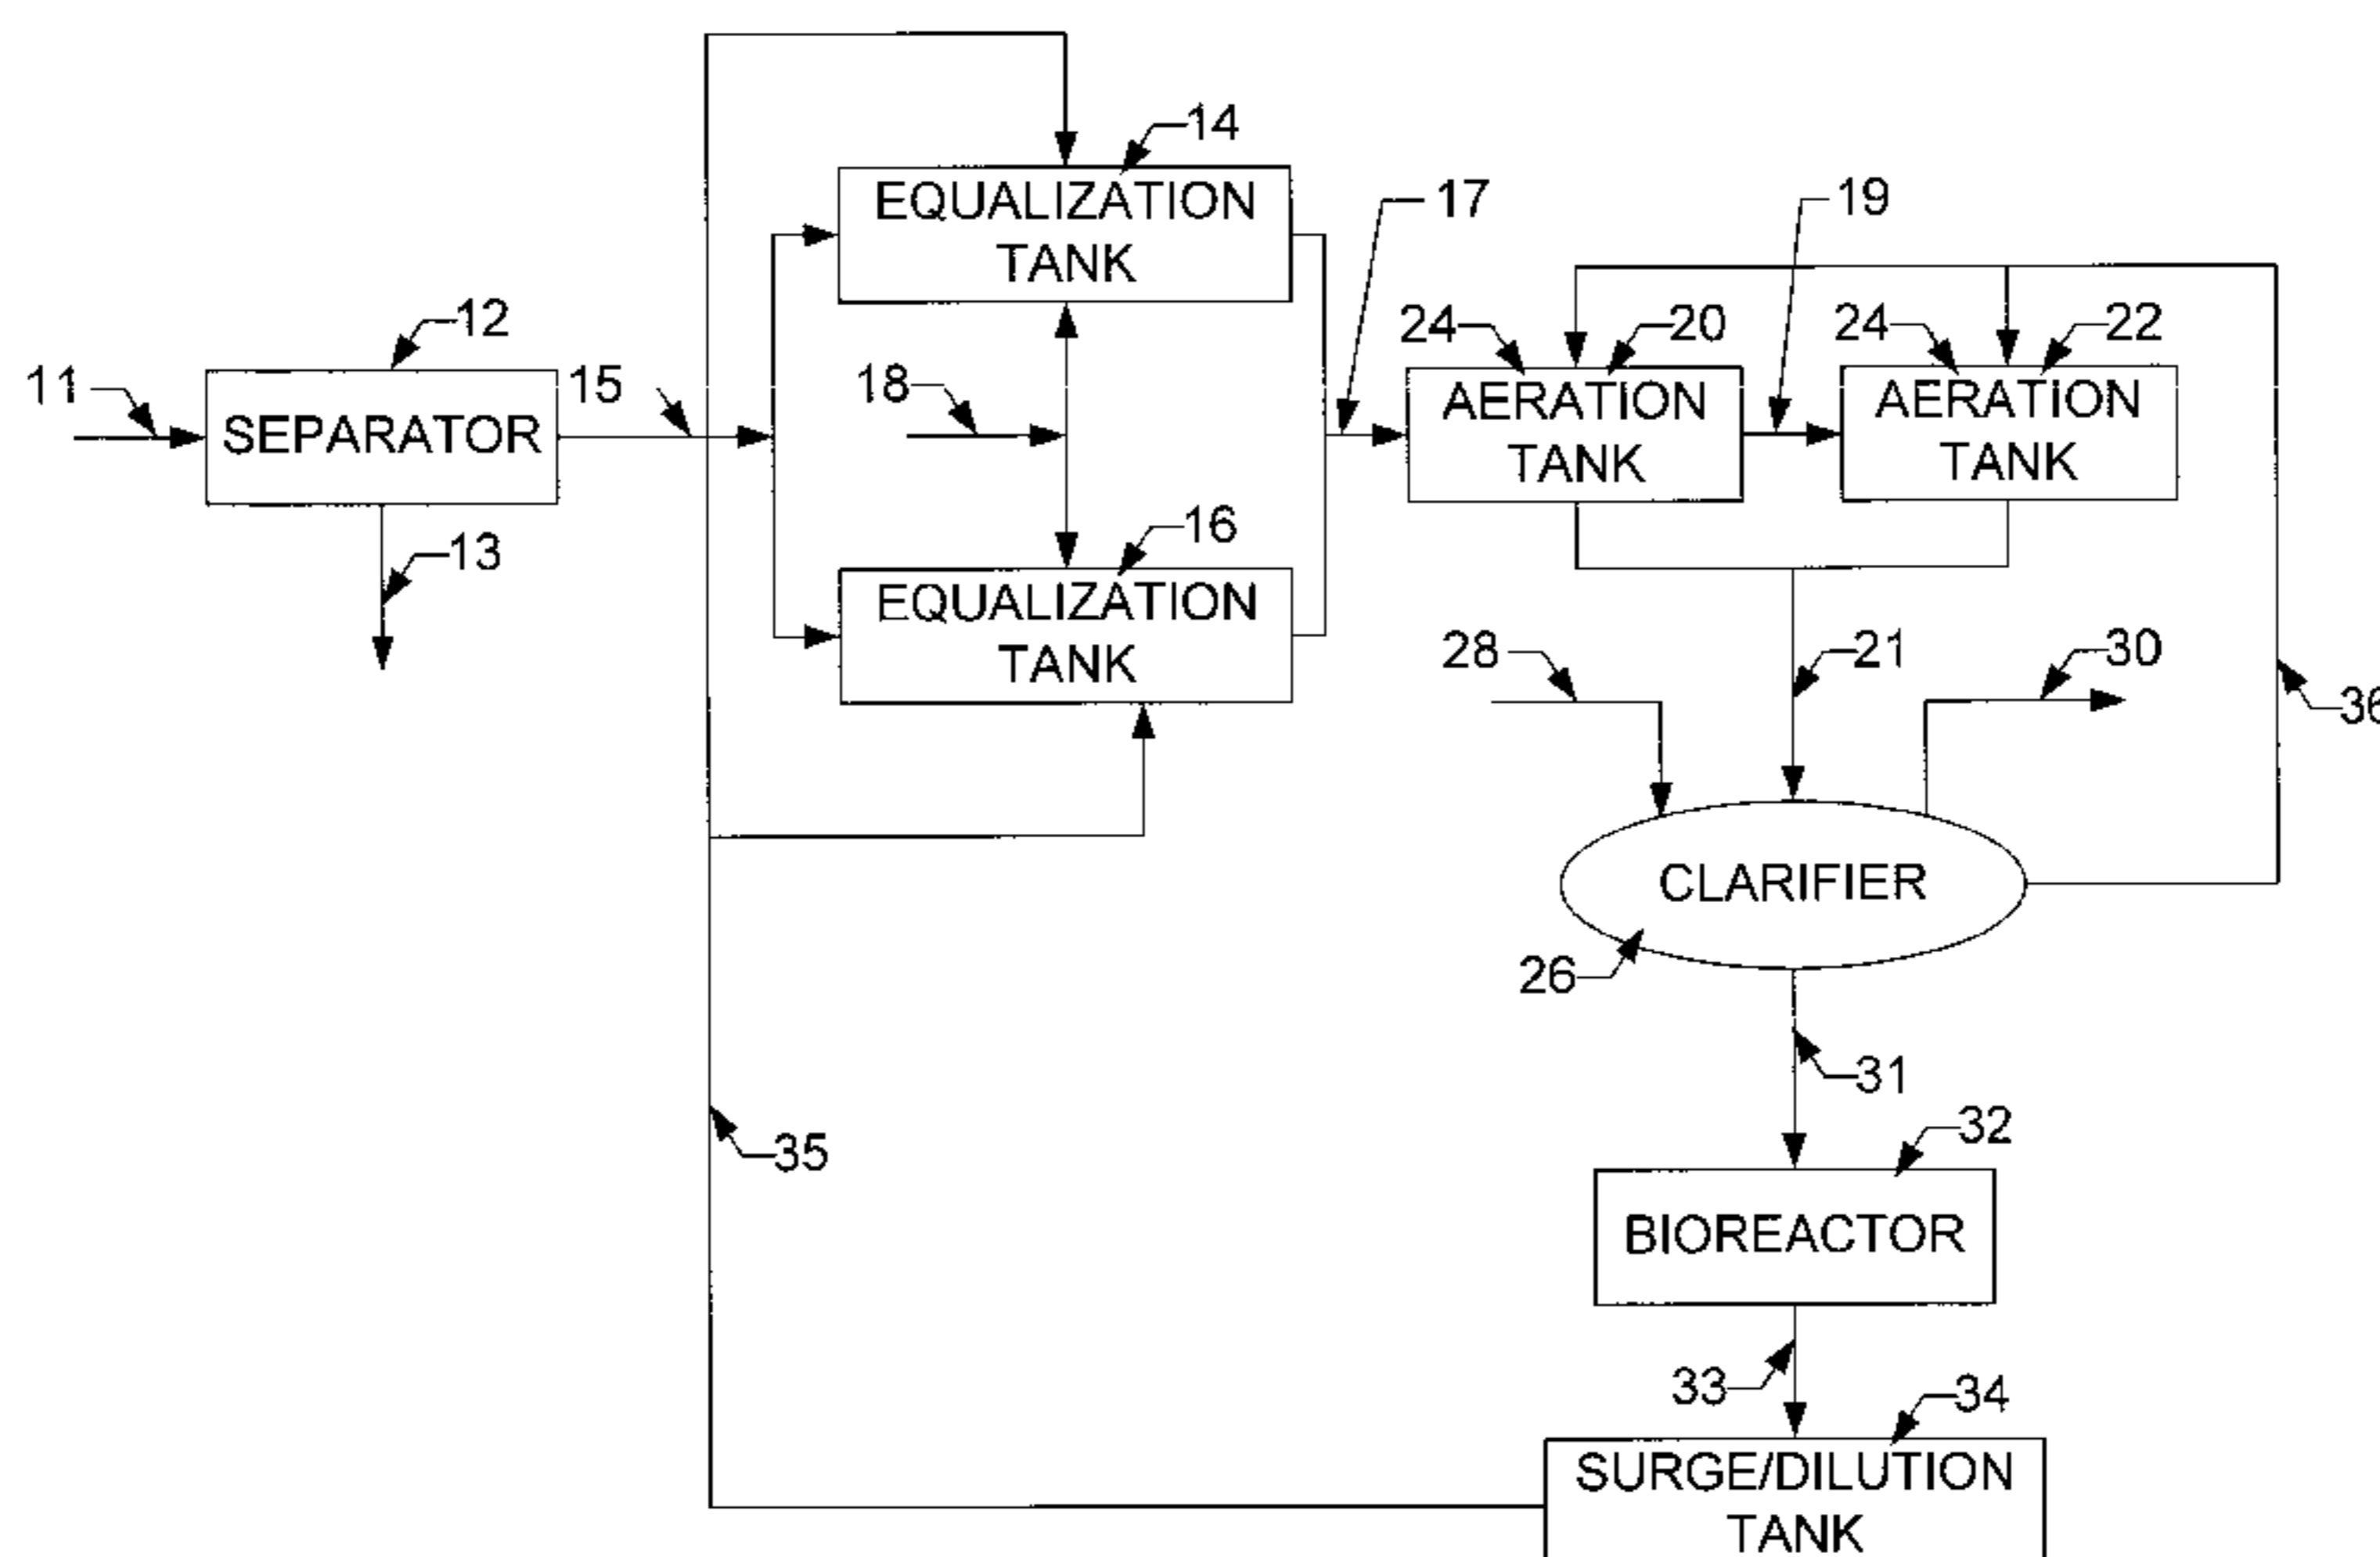 14
EQUALIZATION
TANK
17
19
12
24
20
24
22
11
SEPARATOR
15
18
AERATION
TANK
AERATION
TANK
13
16
EQUALIZATION
TANK
28
21
30
36
CLARIFIER
26
31
35
32
BIOREACTOR
33
34
SURGE/DILUTION
TANK